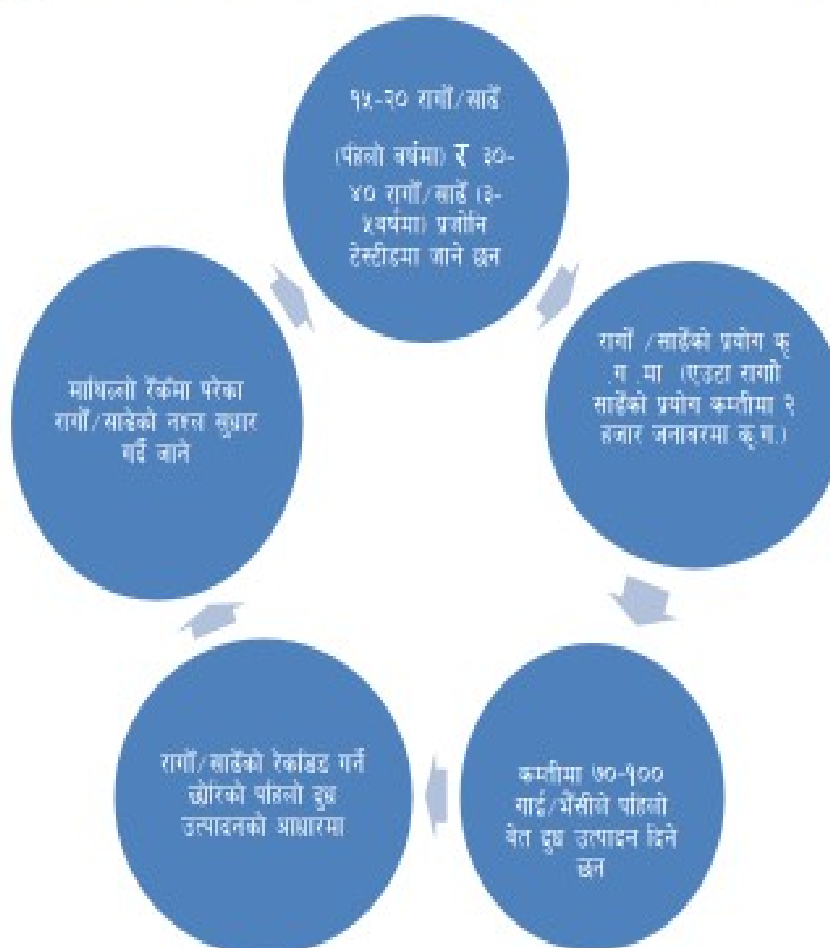 १५-२० रागाँ/साढेँ
(पहिलो वर्षमा) र ३०-
४० रागाँ/साढेँ (३-
५वर्षमा) प्रजोनि
टेस्टीङमा जाने छन
रागाँ /साढेँको प्रयोग कृ
.ग .मा (एउटा रागाो
साढेँको प्रयोग कम्तीमा २
हजार जनावरमा कृ.ग.)
कम्तीमा ७०-१००
गाई/भैंसीले पहिलो
बेत दुध उत्पादन दिने
छन
रागाँ/साढेँको रेकर्डिङ गर्ने
छोरिको पहिलो दुध
उत्पादनको आधारमा
माथिल्लो रैंकमा परेका
रागाँ/साढेको नश्ल सुधार
गर्दै जाने